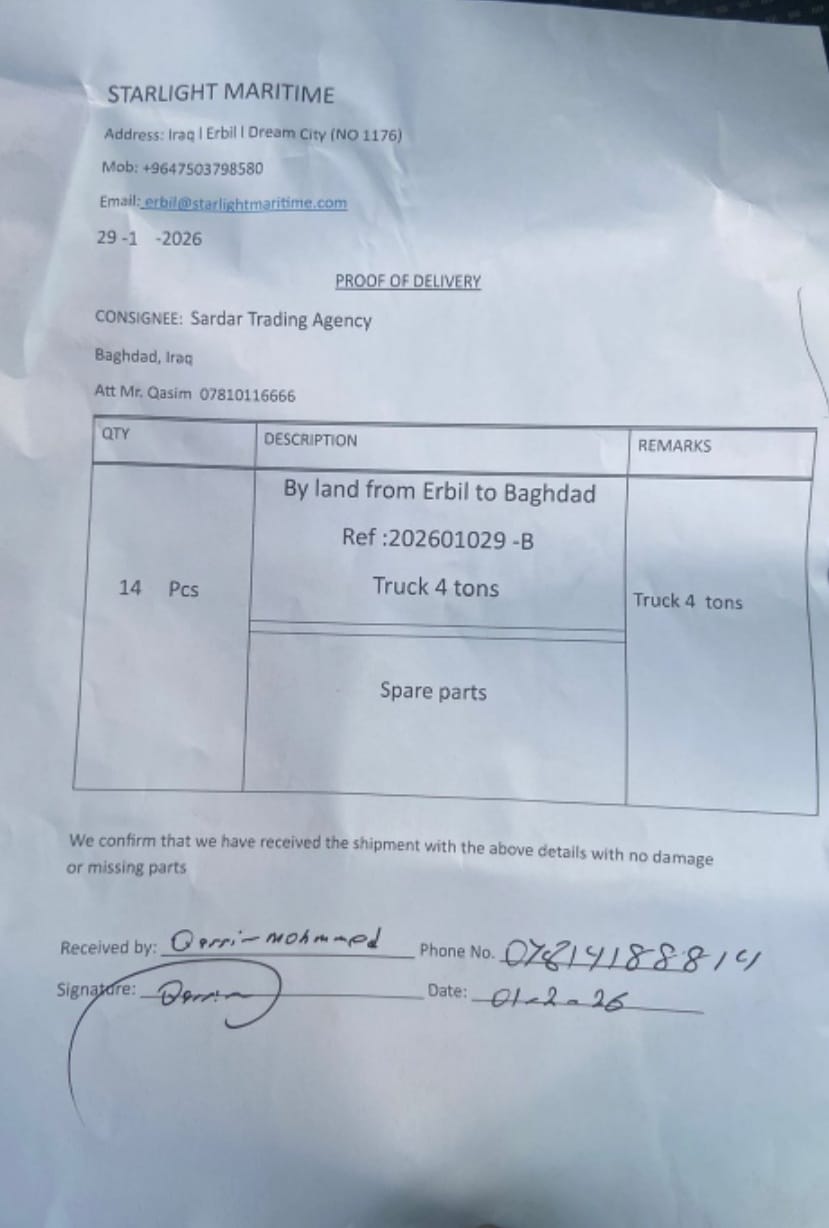 STARLIGHT MARITIME
Address: Iraq I Erbil I Dream City (NO 1176)
Mob: +9647503798580
Email: erbil@starlightmaritime.com
29 -1 -2026
PROOF OF DELIVERY
CONSIGNEE: Sardar Trading Agency
Baghdad, Iraq
Att Mr. Qasim 07810116666
QTY DESCRIPTION REMARKS
By land from Erbil to Baghdad
Ref :202601029 -B
14 Pcs Truck 4 tons Truck 4 tons
Spare parts
We confirm that we have received the shipment with the above details with no damage
or missing parts
Received by: Phone No.
Signature: Date: 01-2-26